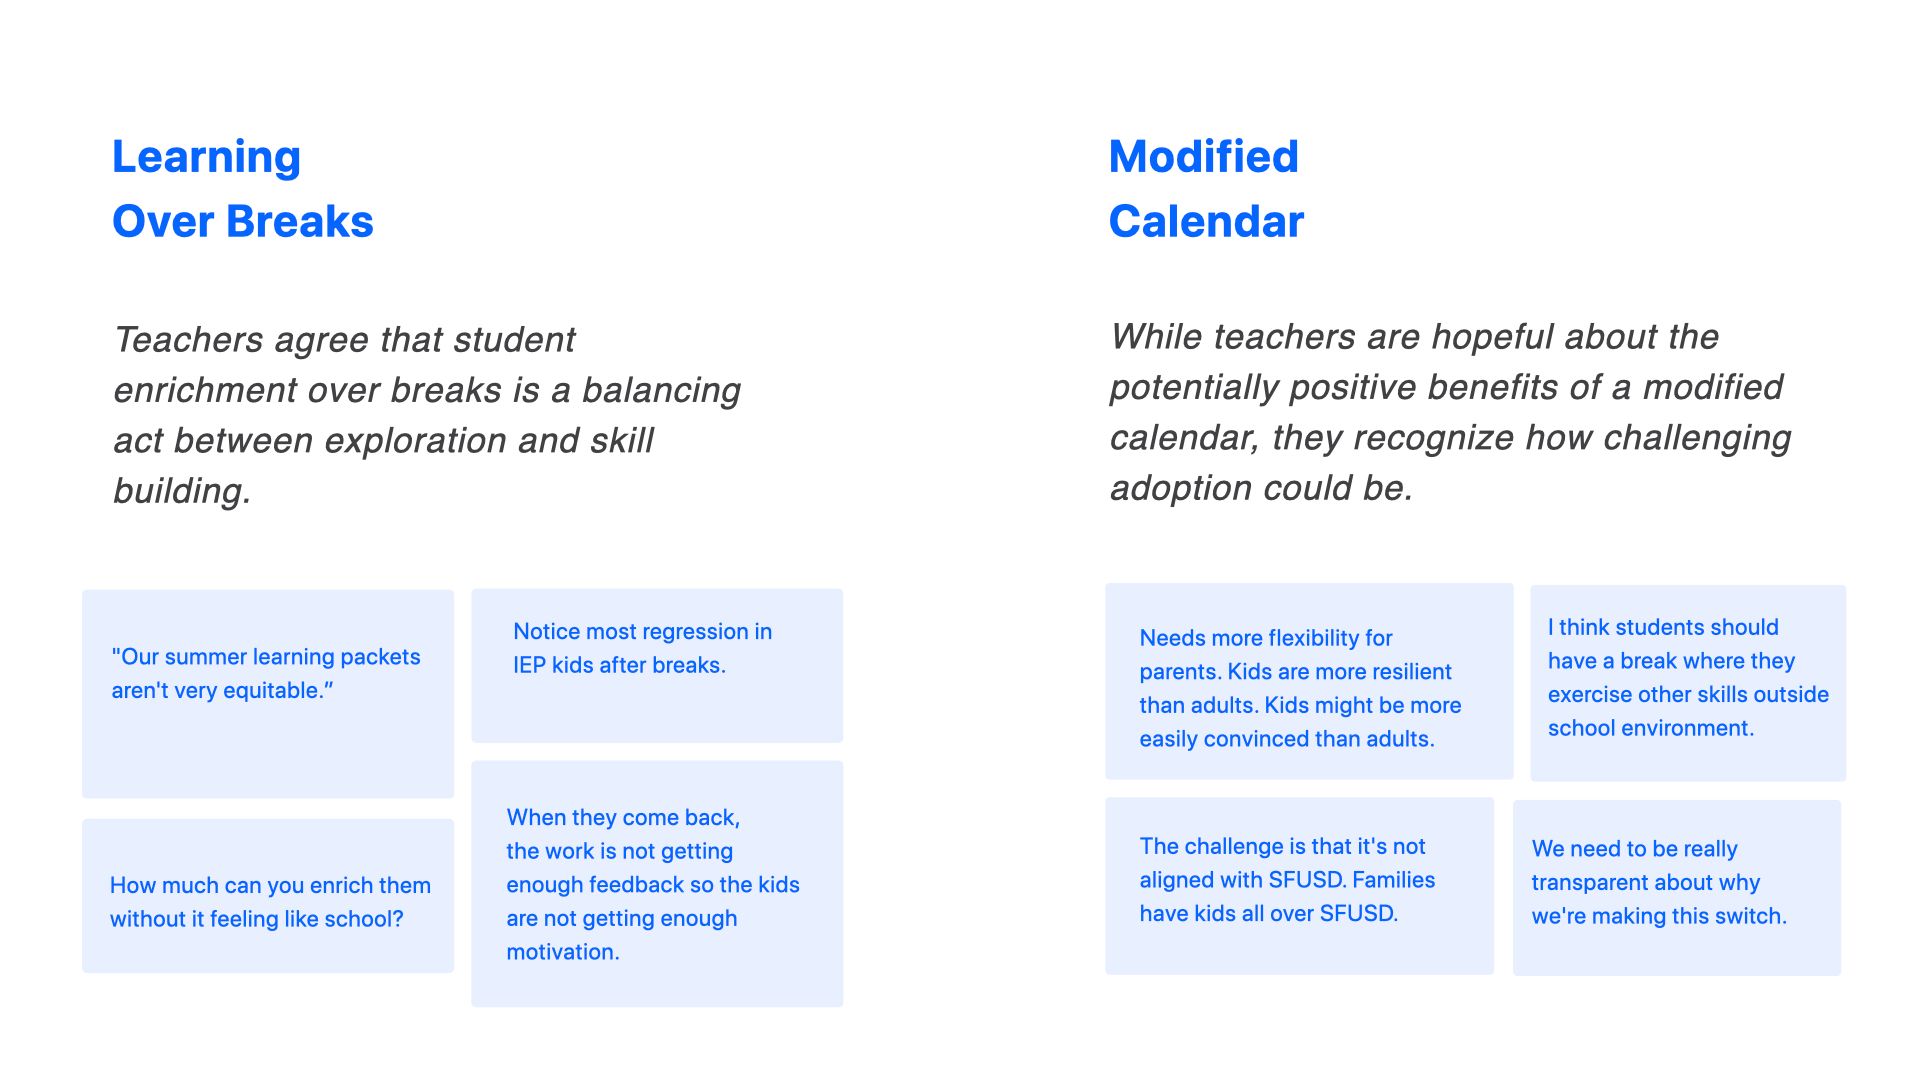 Learning
Over Breaks
Teachers agree that student
enrichment over breaks is a balancing
act between exploration and skill
building.
"Our summer learning packets
aren't very equitable.”
Notice most regression in
IEP kids after breaks.
How much can you enrich them
without it feeling like school?
When they come back,
the work is not getting
enough feedback so the kids
are not getting enough
motivation.
Modified
Calendar
While teachers are hopeful about the
potentially positive benefits of a modified
calendar, they recognize how challenging
adoption could be.
Needs more flexibility for
parents. Kids are more resilient
than adults. Kids might be more
easily convinced than adults.
I think students should
have a break where they
exercise other skills outside
school environment.
The challenge is that it's not
aligned with SFUSD. Families
have kids all over SFUSD.
We need to be really
transparent about why
we're making this switch.